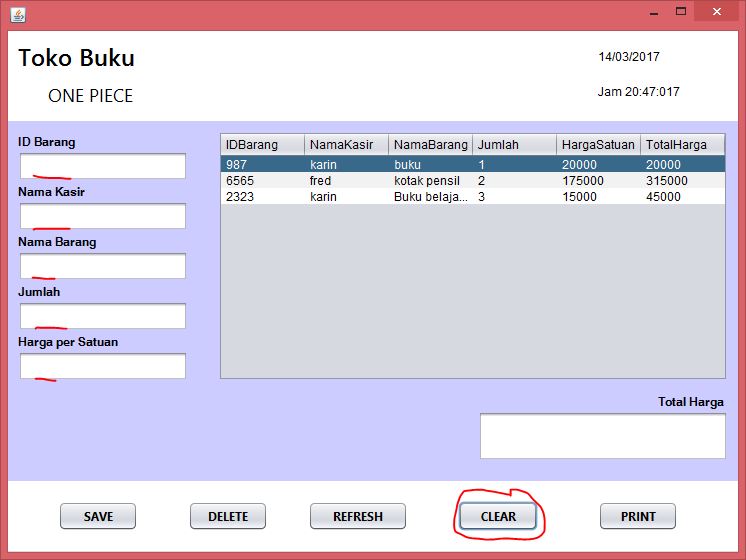 Toko Buku
14/03/2017
ONE PIECE
Jam 20:47:017
ID Barang
Nama Kasir
Nama Barang
Jumlah
Harga per Satuan
IDBarang NamaKasir NamaBarang Jumlah HargaSatuan TotalHarga
987 karin buku 1 20000 20000
6565 fred kotak pensil 2 175000 315000
2323 karin Buku belaja... 3 15000 45000
Total Harga
SAVE DELETE REFRESH CLEAR PRINT